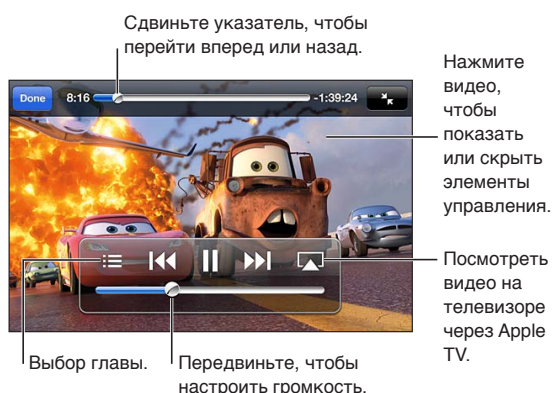 Сдвиньте указатель, чтобы
перейти вперед или назад.
Done
8:16
-1:39:24
Нажмите
видео,
чтобы
показать
или скрыть
элементы
управления.
Посмотреть
видео на
телевизоре
через Apple
TV.
Выбор главы.
Передвиньте, чтобы
настроить громкость.